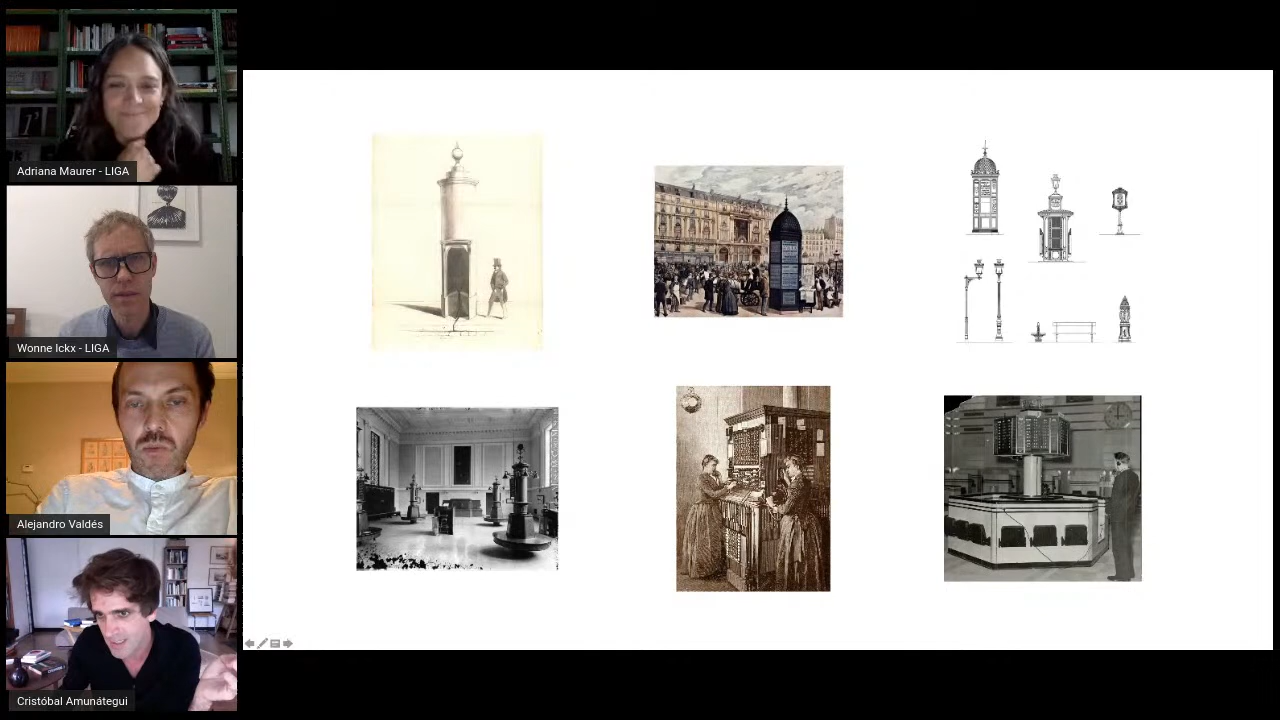 Adriana Maurer - LIGA
Wonne Ickx - LIGA
Alejandro Valdés
Cristóbal Amunátegui